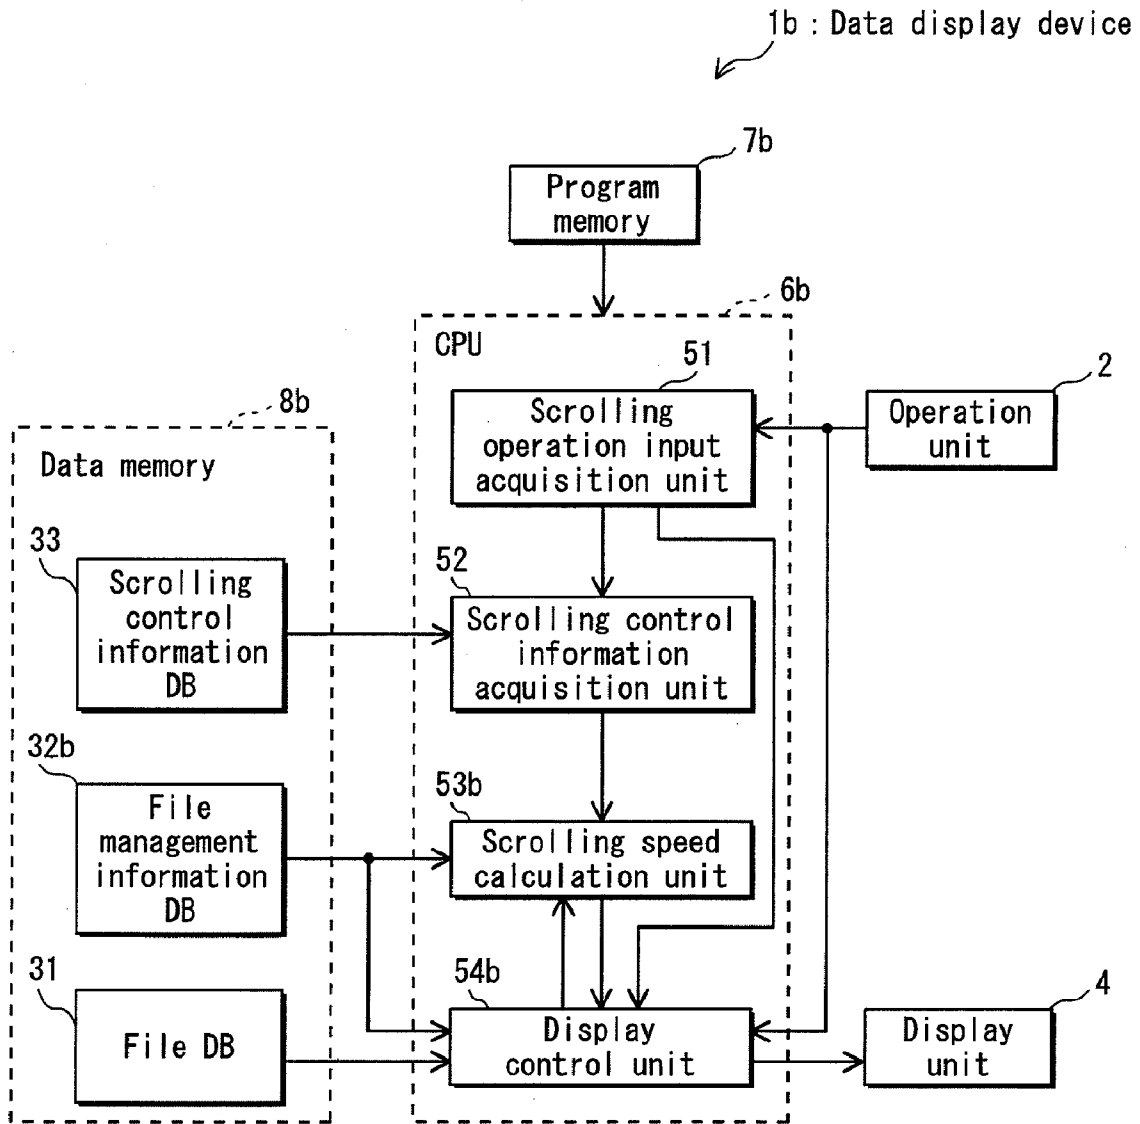 1b : Data display device
7b
Program
memory
6b
CPU
51
Scrolling
operation input
acquisition unit
2
Operation
unit
8b
Data memory
33
Scrolling
control
information
DB
52
Scrolling control
information
acquisition unit
32b
File
management
information
DB
53b
Scrolling speed
calculation unit
31
File DB
54b
Display
control unit
4
Display
unit